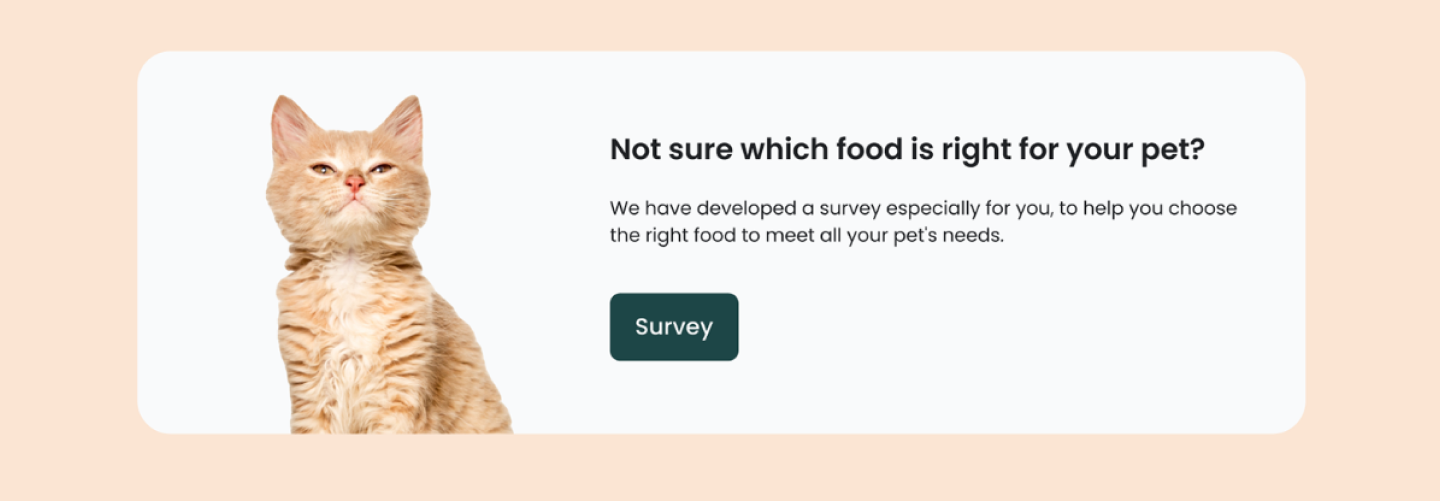 Not sure which food is right for your pet?
We have developed a survey especially for you, to help you choose
the right food to meet all your pet's needs.
Survey